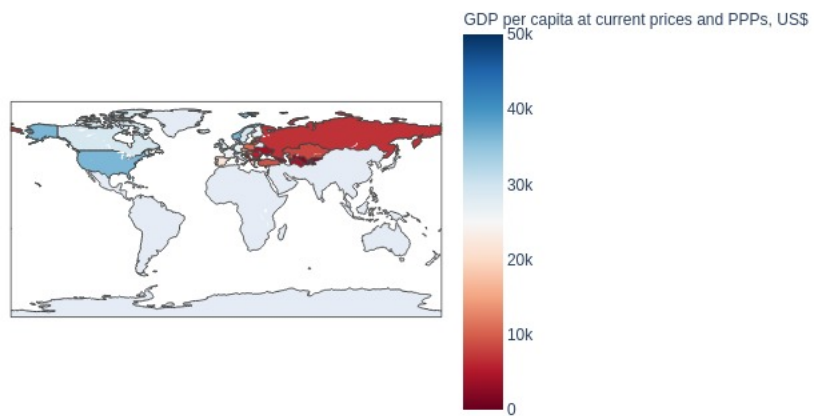 GDP per capita at current prices and PPPs, US$
50k
40k
30k
20k
10k
0